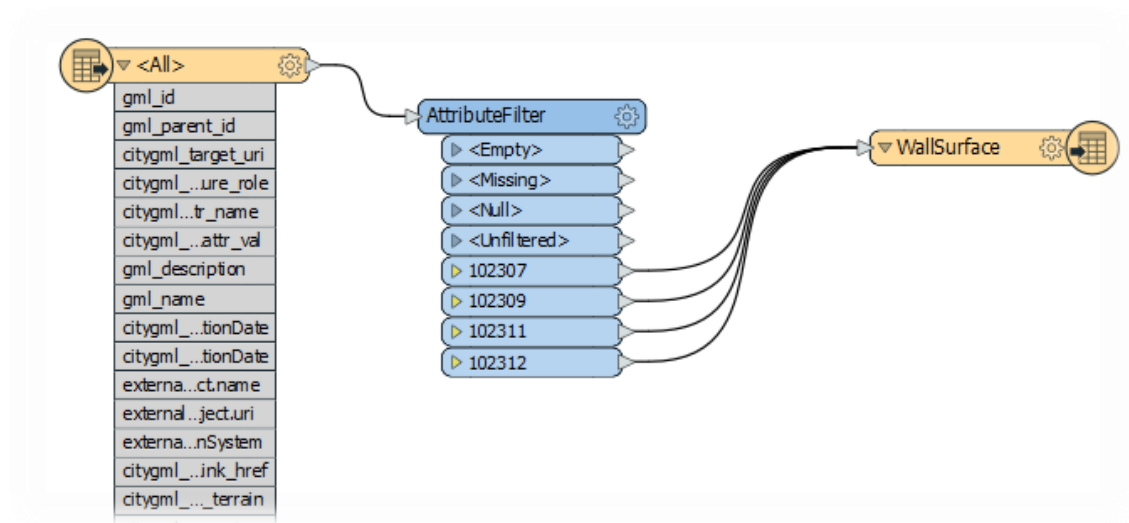 <All>
gml_id
gml_parent_id
citygml_target_uri
citygml_...ure_role
citygml...tr_name
citygml_...attr_val
gml_description
gml_name
citygml_...tionDate
citygml_...tionDate
externa...ct.name
external...ject.uri
externa...nSystem
citygml_...ink_href
citygml_..._terrain
AttributeFilter
<Empty>
<Missing>
<Null>
<Unfiltered>
102307
102309
102311
102312
WallSurface